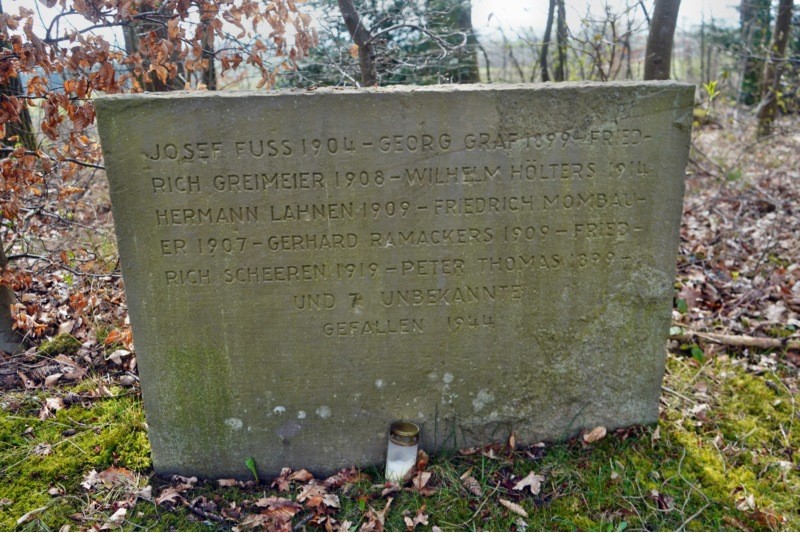 JOSEF FUSS 1904 – GEORG GRAF 1899 – FRIED-
RICH GREIMEIER 1908 – WILHELM HÖLTERS 1914
HERMANN LAHNEN 1909 – FRIEDRICH MOMBAU-
ER 1907 – GERHARD RAMACKERS 1909 – FRIED-
RICH SCHEEREN 1919 – PETER THOMAS 1899 –
UND 7 UNBEKANNTE
GEFALLEN 1944